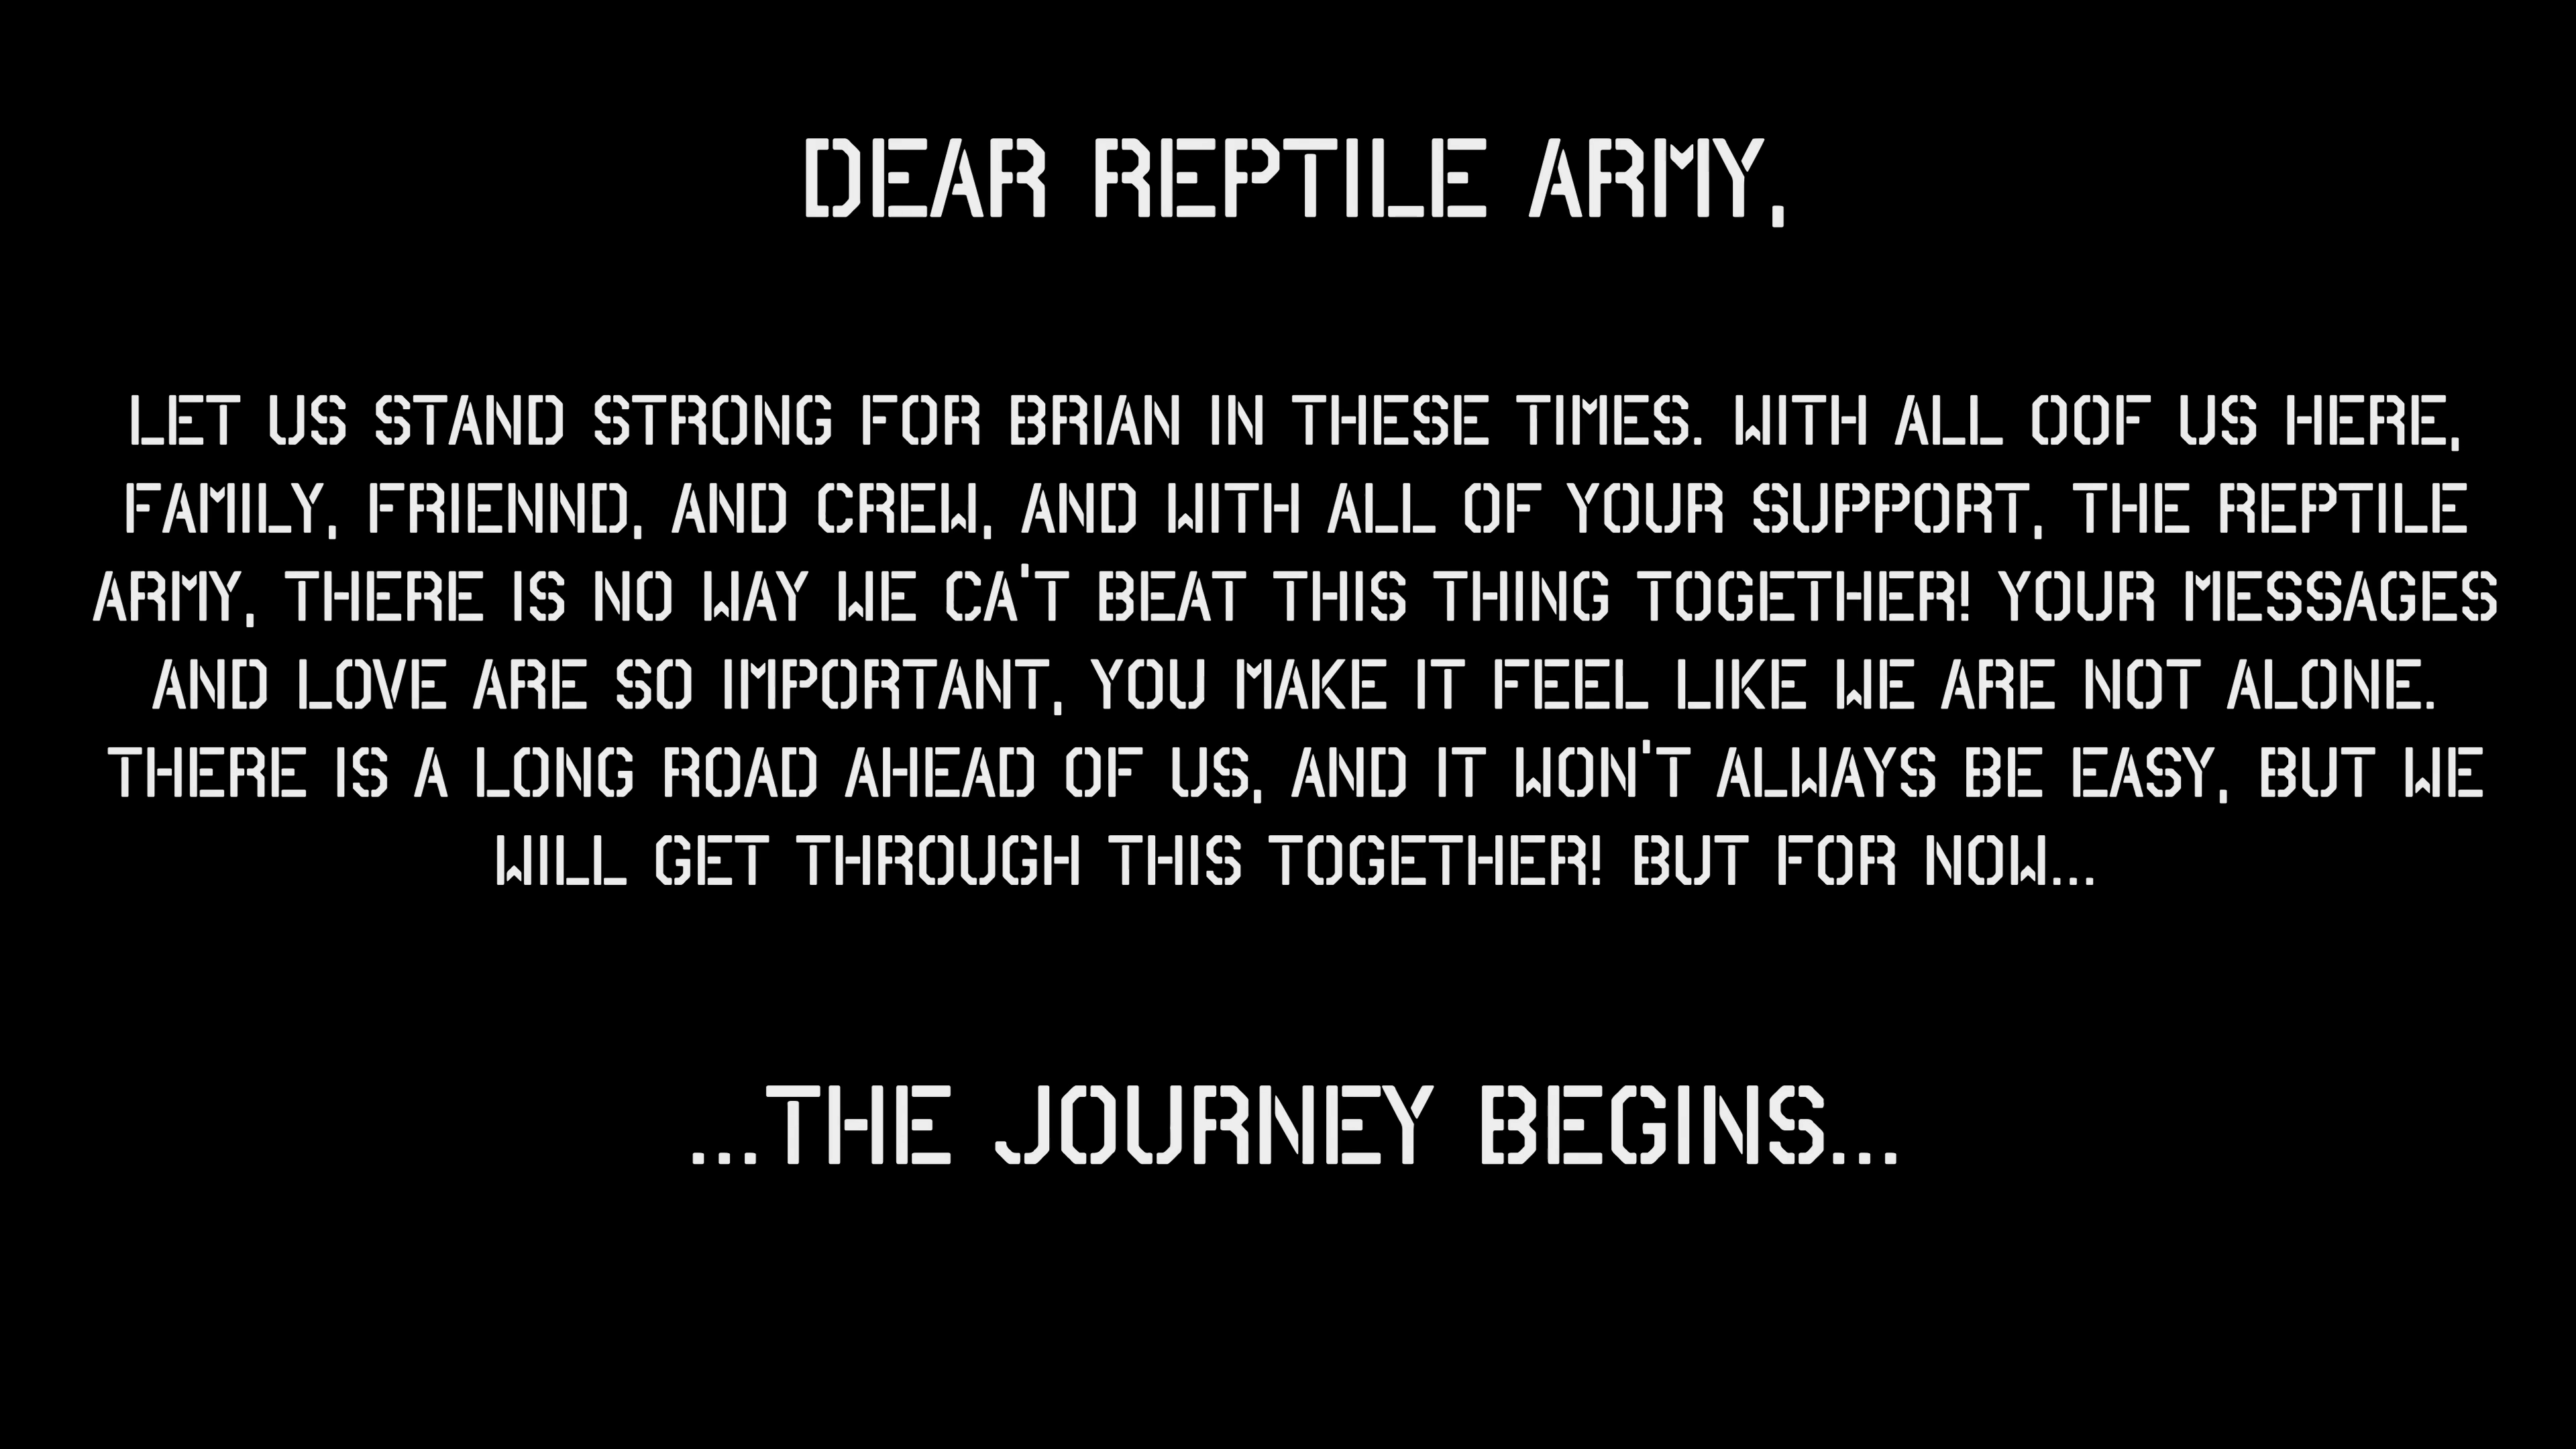 DEAR REPTILE ARMY,
LET US STAND STRONG FOR BRIAN IN THESE TIMES. WITH ALL OOF US HERE,
FAMILY, FRIENND, AND CREW, AND WITH ALL OF YOUR SUPPORT, THE REPTILE
ARMY, THERE IS NO WAY WE CA'T BEAT THIS THING TOGETHER! YOUR MESSAGES
AND LOVE ARE SO IMPORTANT, YOU MAKE IT FEEL LIKE WE ARE NOT ALONE.
THERE IS A LONG ROAD AHEAD OF US, AND IT WON'T ALWAYS BE EASY, BUT WE
WILL GET THROUGH THIS TOGETHER! BUT FOR NOW...
...THE JOURNEY BEGINS...